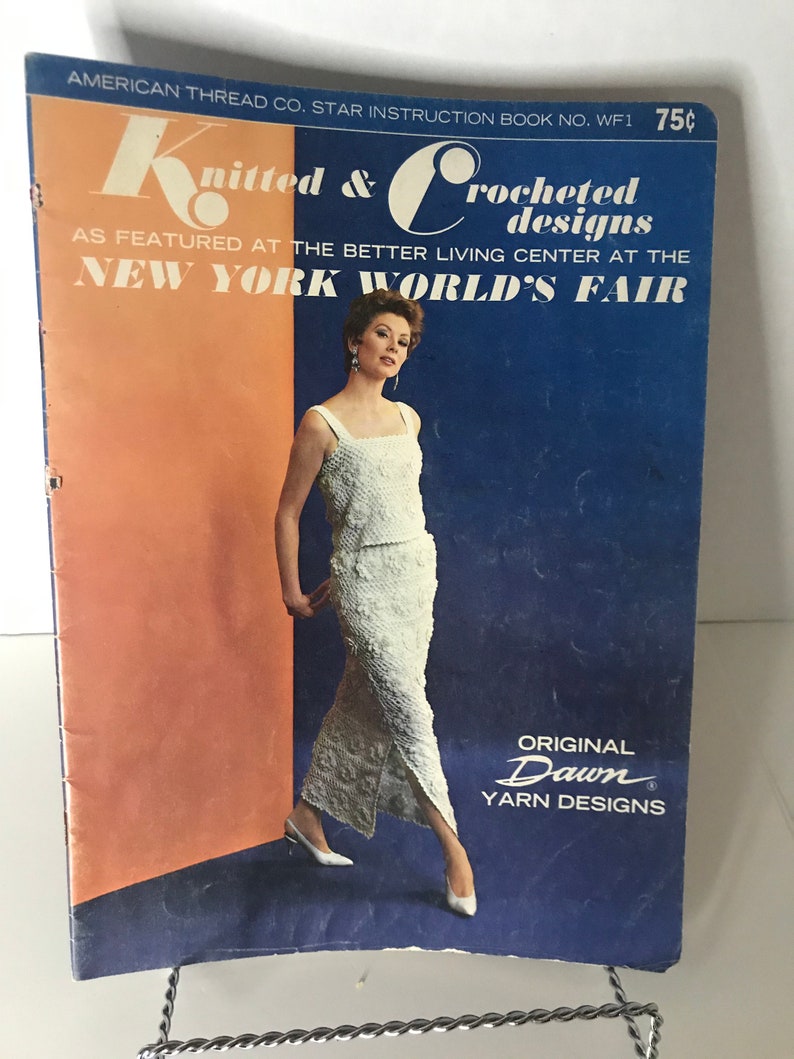 AMERICAN THREAD CO. STAR INSTRUCTION BOOK NO. WF1 75¢
Knitted & Crocheted
designs
AS FEATURED AT THE BETTER LIVING CENTER AT THE
NEW YORK WORLD'S FAIR
ORIGINAL
Dawn ®
YARN DESIGNS